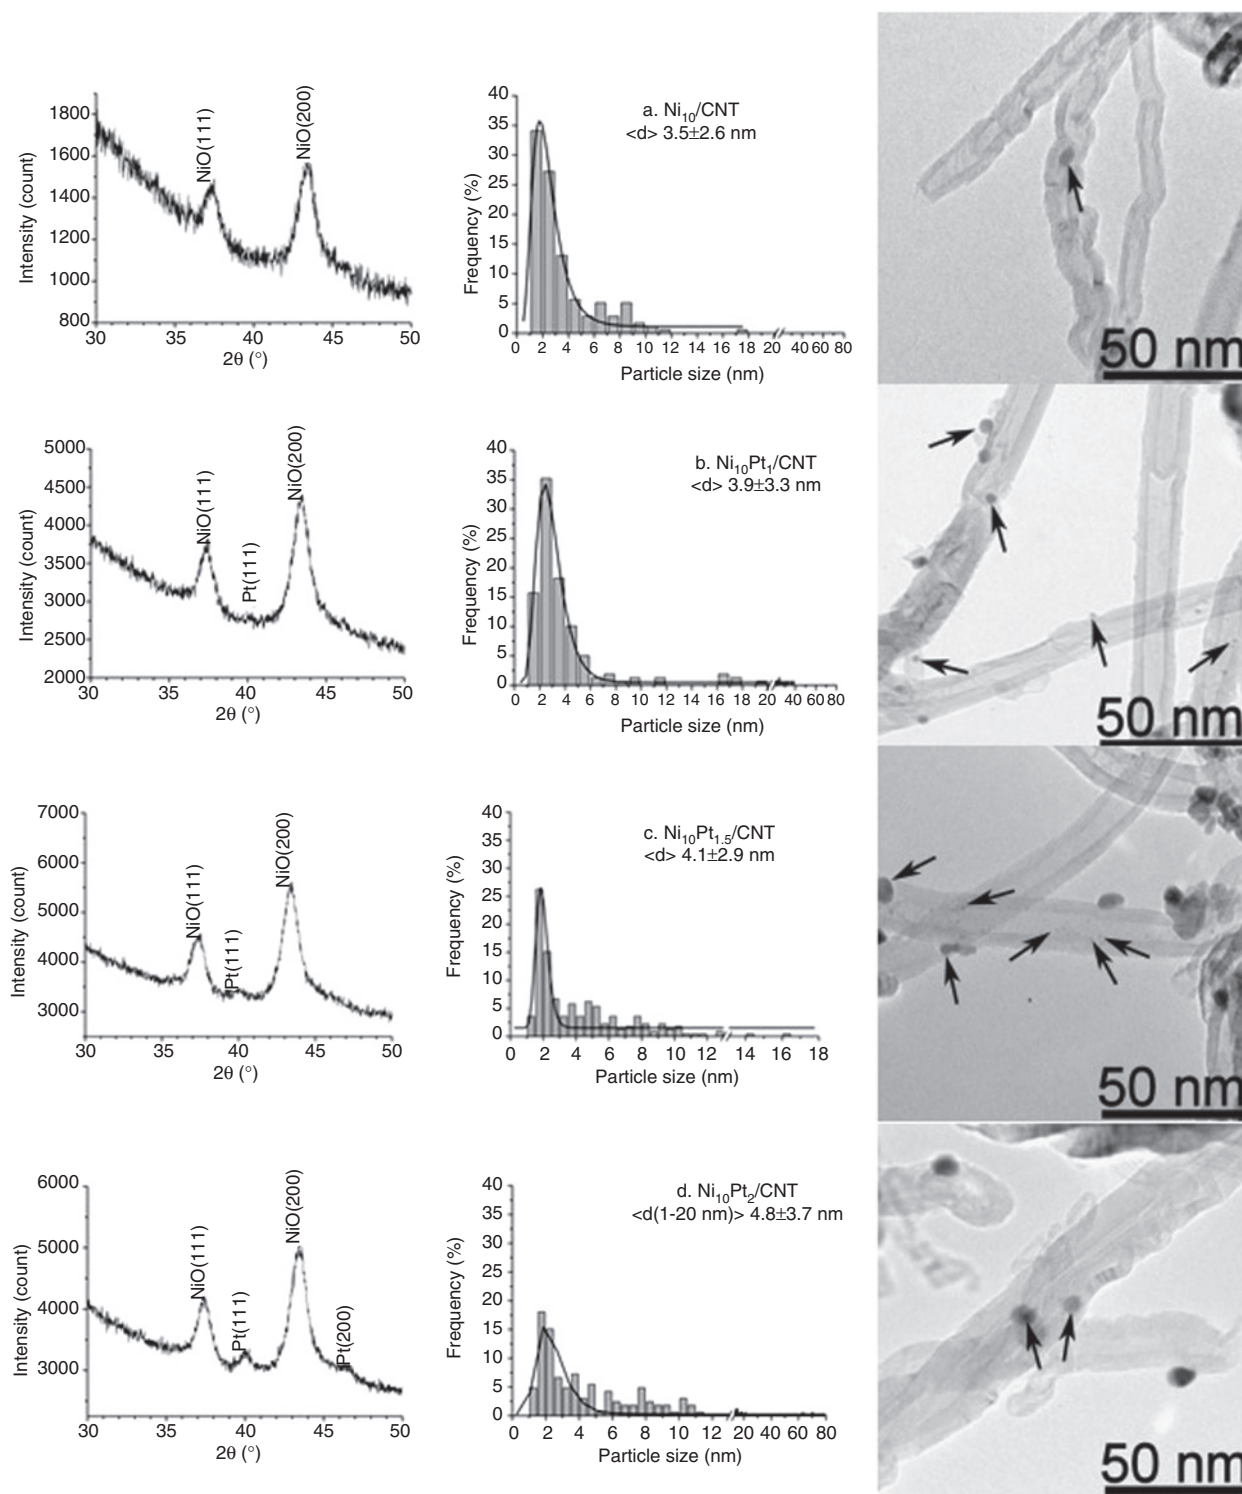 1800
1600
1400
1200
1000
800
Intensity (count)
NiO(111)
NiO(200)
30 35 40 45 50
2θ (°)
40
35
30
25
20
15
10
5
0
Frequency (%)
a. Ni10/CNT
<d> 3.5±2.6 nm
0 2 4 6 8 10 12 14 16 18 20 40 60 80
Particle size (nm)
50 nm
5000
4500
4000
3500
3000
2500
2000
Intensity (count)
NiO(111)
Pt(111)
NiO(200)
30 35 40 45 50
2θ (°)
40
35
30
25
20
15
10
5
0
Frequency (%)
b. Ni10Pt1/CNT
<d> 3.9±3.3 nm
0 2 4 6 8 10 12 14 16 18 20 40 60 80
Particle size (nm)
50 nm
7000
6000
5000
4000
3000
Intensity (count)
NiO(111)
Pt(111)
NiO(200)
30 35 40 45 50
2θ (°)
40
35
30
25
20
15
10
5
0
Frequency (%)
c. Ni10Pt1.5/CNT
<d> 4.1±2.9 nm
0 2 4 6 8 10 12 14 16 18
Particle size (nm)
50 nm
6000
5000
4000
3000
Intensity (count)
NiO(111)
Pt(111)
NiO(200)
Pt(200)
30 35 40 45 50
2θ (°)
40
35
30
25
20
15
10
5
0
Frequency (%)
d. Ni10Pt2/CNT
<d(1-20 nm)> 4.8±3.7 nm
0 2 4 6 8 10 12 20 40 60 80
Particle size (nm)
50 nm